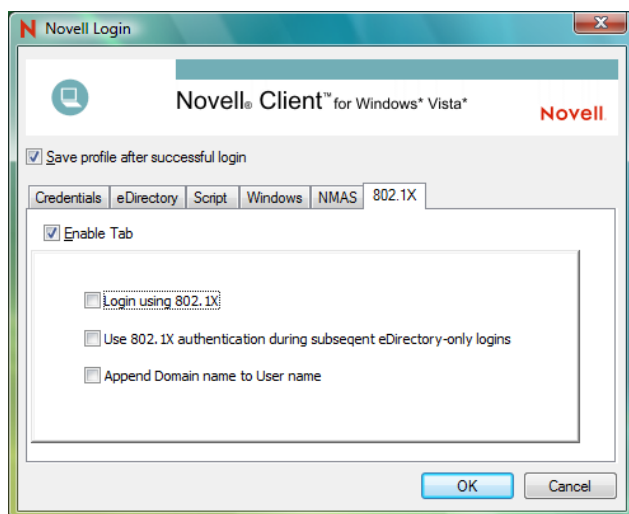 Novell Login
Novell® Client™ for Windows* Vista*
Novell.
Save profile after successful login
Credentials eDirectory Script Windows NMAS 802.1X
Enable Tab
Login using 802.1X
Use 802.1X authentication during subseqent eDirectory-only logins
Append Domain name to User name
OK Cancel